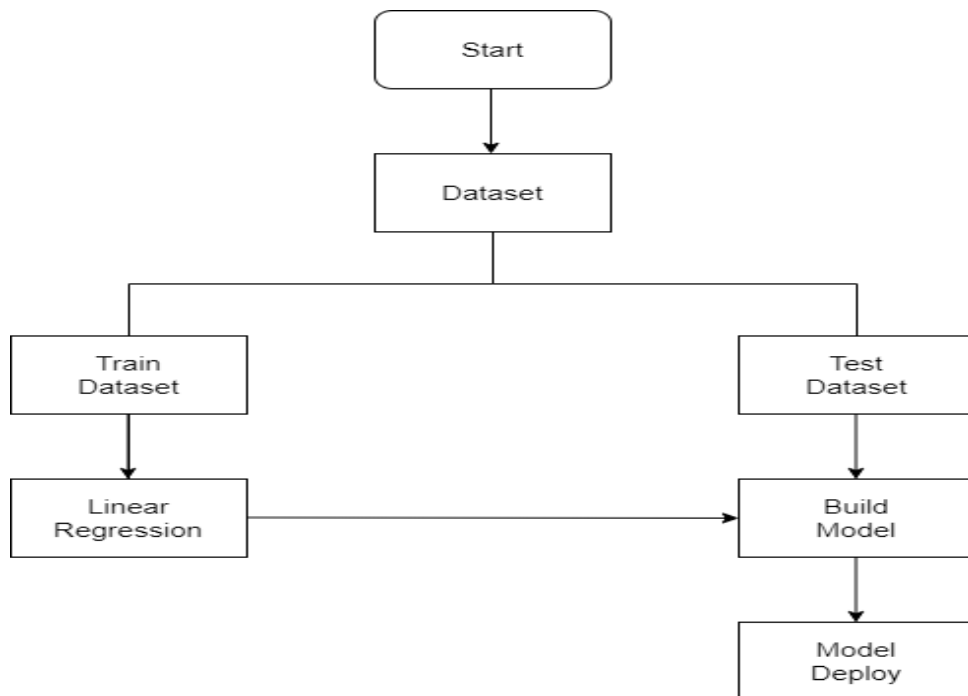 Start
Dataset
Train
Dataset
Test
Dataset
Linear
Regression
Build
Model
Model
Deploy